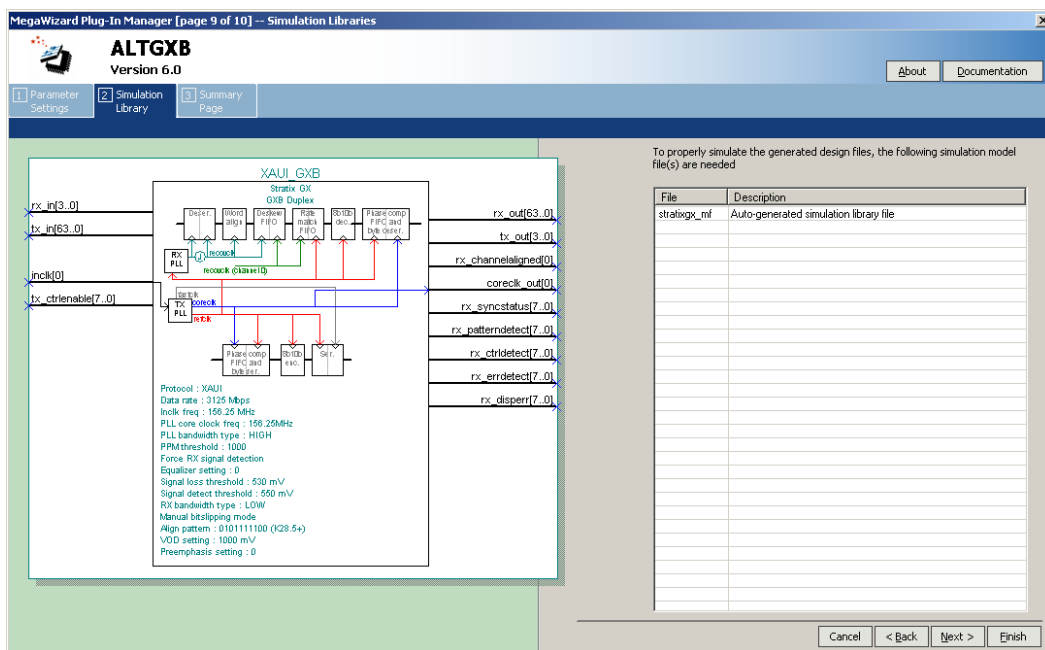 MegaWizard Plug-In Manager [page 9 of 10] -- Simulation Libraries
ALTGXB
Version 6.0
About
Documentation
1 Parameter Settings
2 Simulation Library
3 Summary Page
To properly simulate the generated design files, the following simulation model
file(s) are needed
File Description
stratixgx_mf Auto-generated simulation library file
XAUI_GXB
Stratix GX
GXB Duplex
rx_in[3..0]
tx_in[63..0]
inclk[0]
tx_ctrlenable[7..0]
Deser.
Word
align
Deskew
FIFO
Rate
match
FIFO
8b10b
dec.
Phase comp
FIFO and
byte deser.
RX
PLL
recovclk
recovclk (channel 0)
TX
PLL
fastclk
coreclk
refclk
Phase comp
FIFO and
byte ser.
8b10b
enc.
Ser.
rx_out[63..0]
tx_out[3..0]
rx_channelaligned[0]
coreclk_out[0]
rx_syncstatus[7..0]
rx_patterndetect[7..0]
rx_ctrldetect[7..0]
rx_errdetect[7..0]
rx_disperr[7..0]
Protocol : XAUI
Data rate : 3125 Mbps
Inclk freq : 156.25 MHz
PLL core clock freq : 156.25MHz
PLL bandwidth type : HIGH
PPM threshold : 1000
Force RX signal detection
Equalizer setting : 0
Signal loss threshold : 530 mV
Signal detect threshold : 550 mV
RX bandwidth type : LOW
Manual bitslipping mode
Align pattern : 0101111100 (K28.5+)
VOD setting : 1000 mV
Preemphasis setting : 0
Cancel
< Back
Next >
Finish